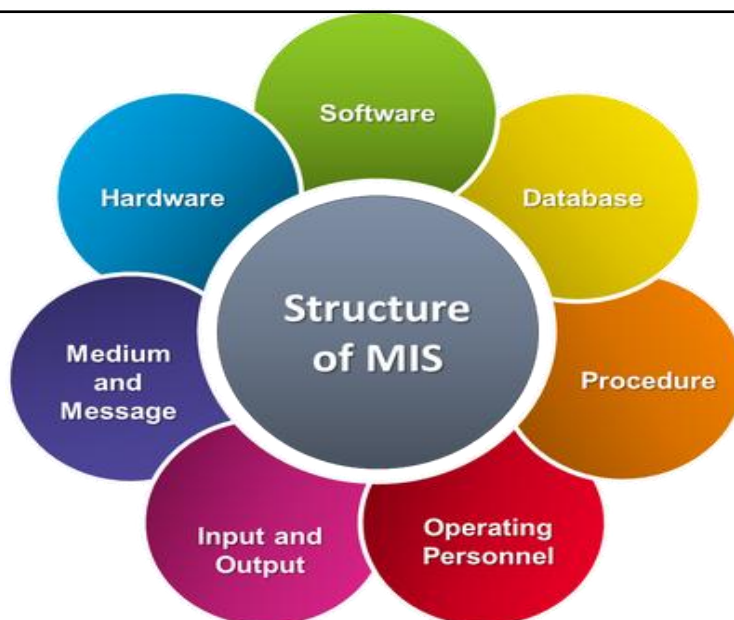 Software
Hardware
Database
Structure
of MIS
Medium
and
Message
Procedure
Input and
Output
Operating
Personnel